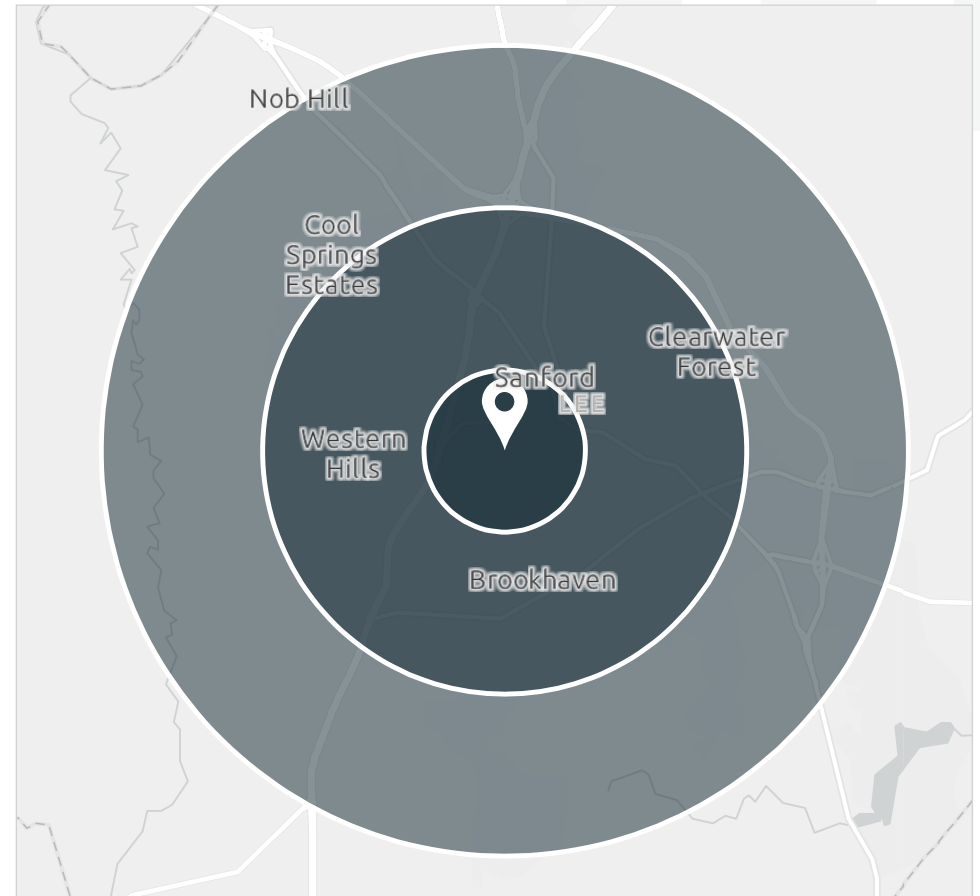 Nob Hill
Cool
Springs
Estates
Clearwater
Forest
Sanford
LEE
Western
Hills
Brookhaven